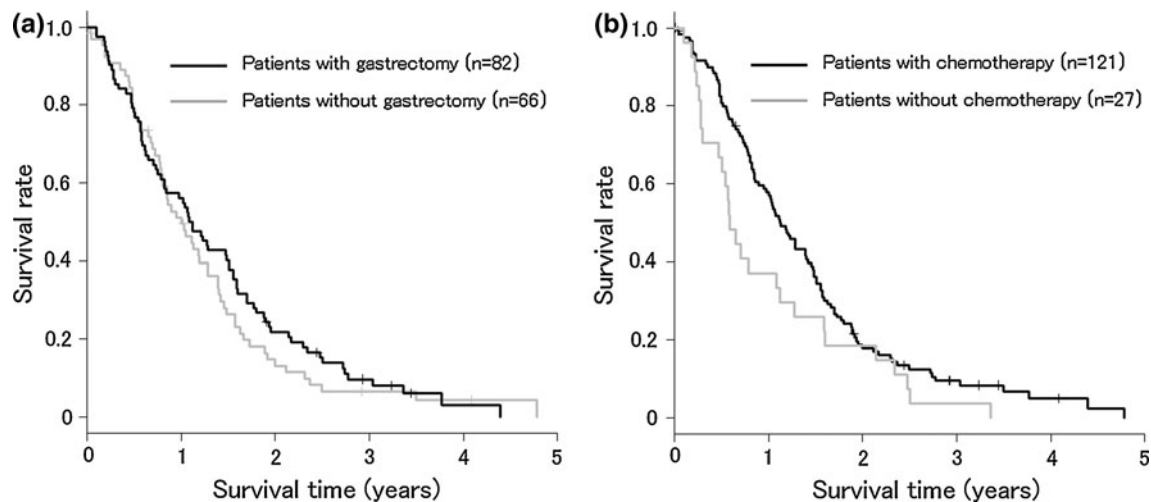 (a)
1.0
0.8
0.6
0.4
0.2
0
Survival rate
Patients with gastrectomy (n=82)
Patients without gastrectomy (n=66)
0 1 2 3 4 5
Survival time (years)
(b)
1.0
0.8
0.6
0.4
0.2
0
Survival rate
Patients with chemotherapy (n=121)
Patients without chemotherapy (n=27)
0 1 2 3 4 5
Survival time (years)